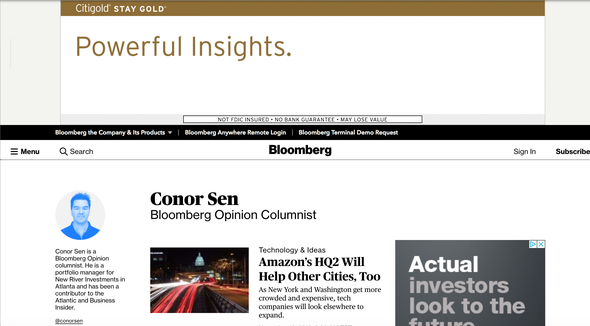 Citigold® STAY GOLD®
Powerful Insights.
NOT FDIC INSURED • NO BANK GUARANTEE • MAY LOSE VALUE
Bloomberg the Company & Its Products
Bloomberg Anywhere Remote Login
Bloomberg Terminal Demo Request
Menu
Search
Bloomberg
Sign In
Subscribe
Conor Sen
Bloomberg Opinion Columnist
Conor Sen is a
Bloomberg Opinion
columnist. He is a
portfolio manager for
New River Investments in
Atlanta and has been a
contributor to the
Atlantic and Business
Insider.
@conorsen
Technology & Ideas
Amazon's HQ2 Will
Help Other Cities, Too
As New York and Washington get more
crowded and expensive, tech
companies will look elsewhere to
expand.
Actual
investors
look to the
future